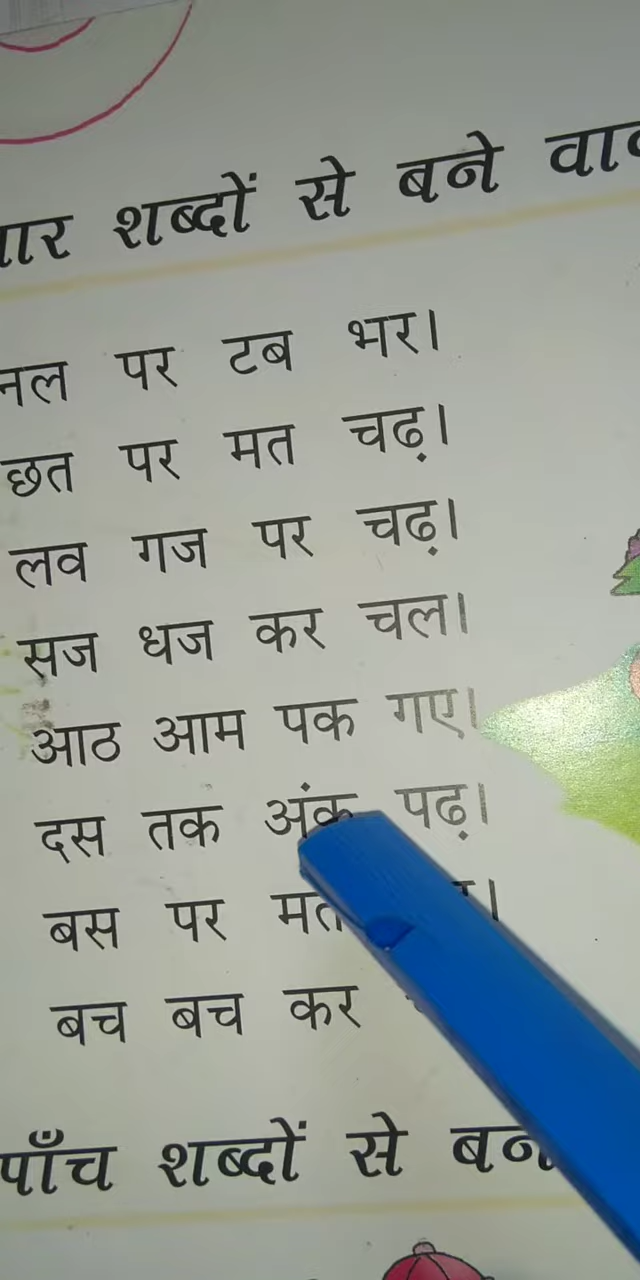 शब्दों से बने
नल पर टब भर।
छत पर मत चढ़।
लव गज पर चढ़।
सज धज कर चल।
आठ आम पक गए।
दस तक अंक पढ़।
बस पर मत
बच बच कर
पाँच शब्दों से